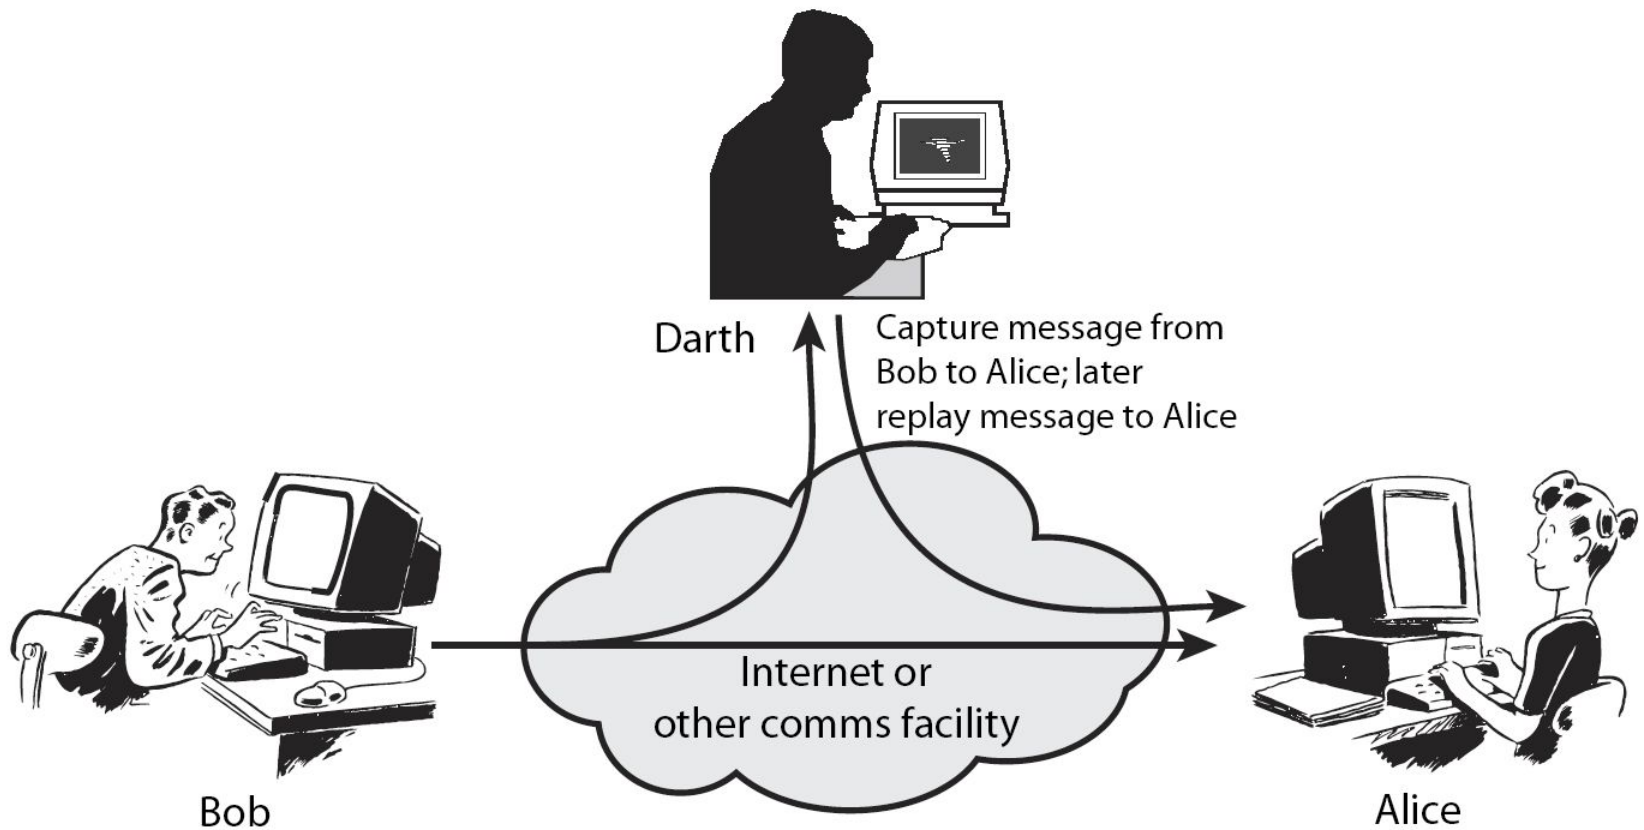 Darth
Capture message from
Bob to Alice; later
replay message to Alice
Internet or
other comms facility
Bob
Alice